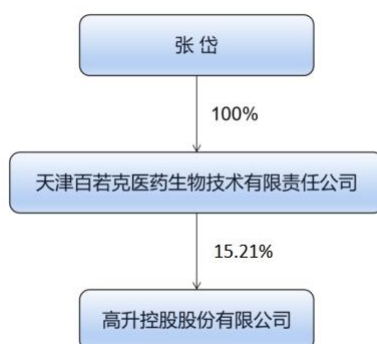 张 岱
100%
天津百若克医药生物技术有限责任公司
15.21%
高升控股股份有限公司